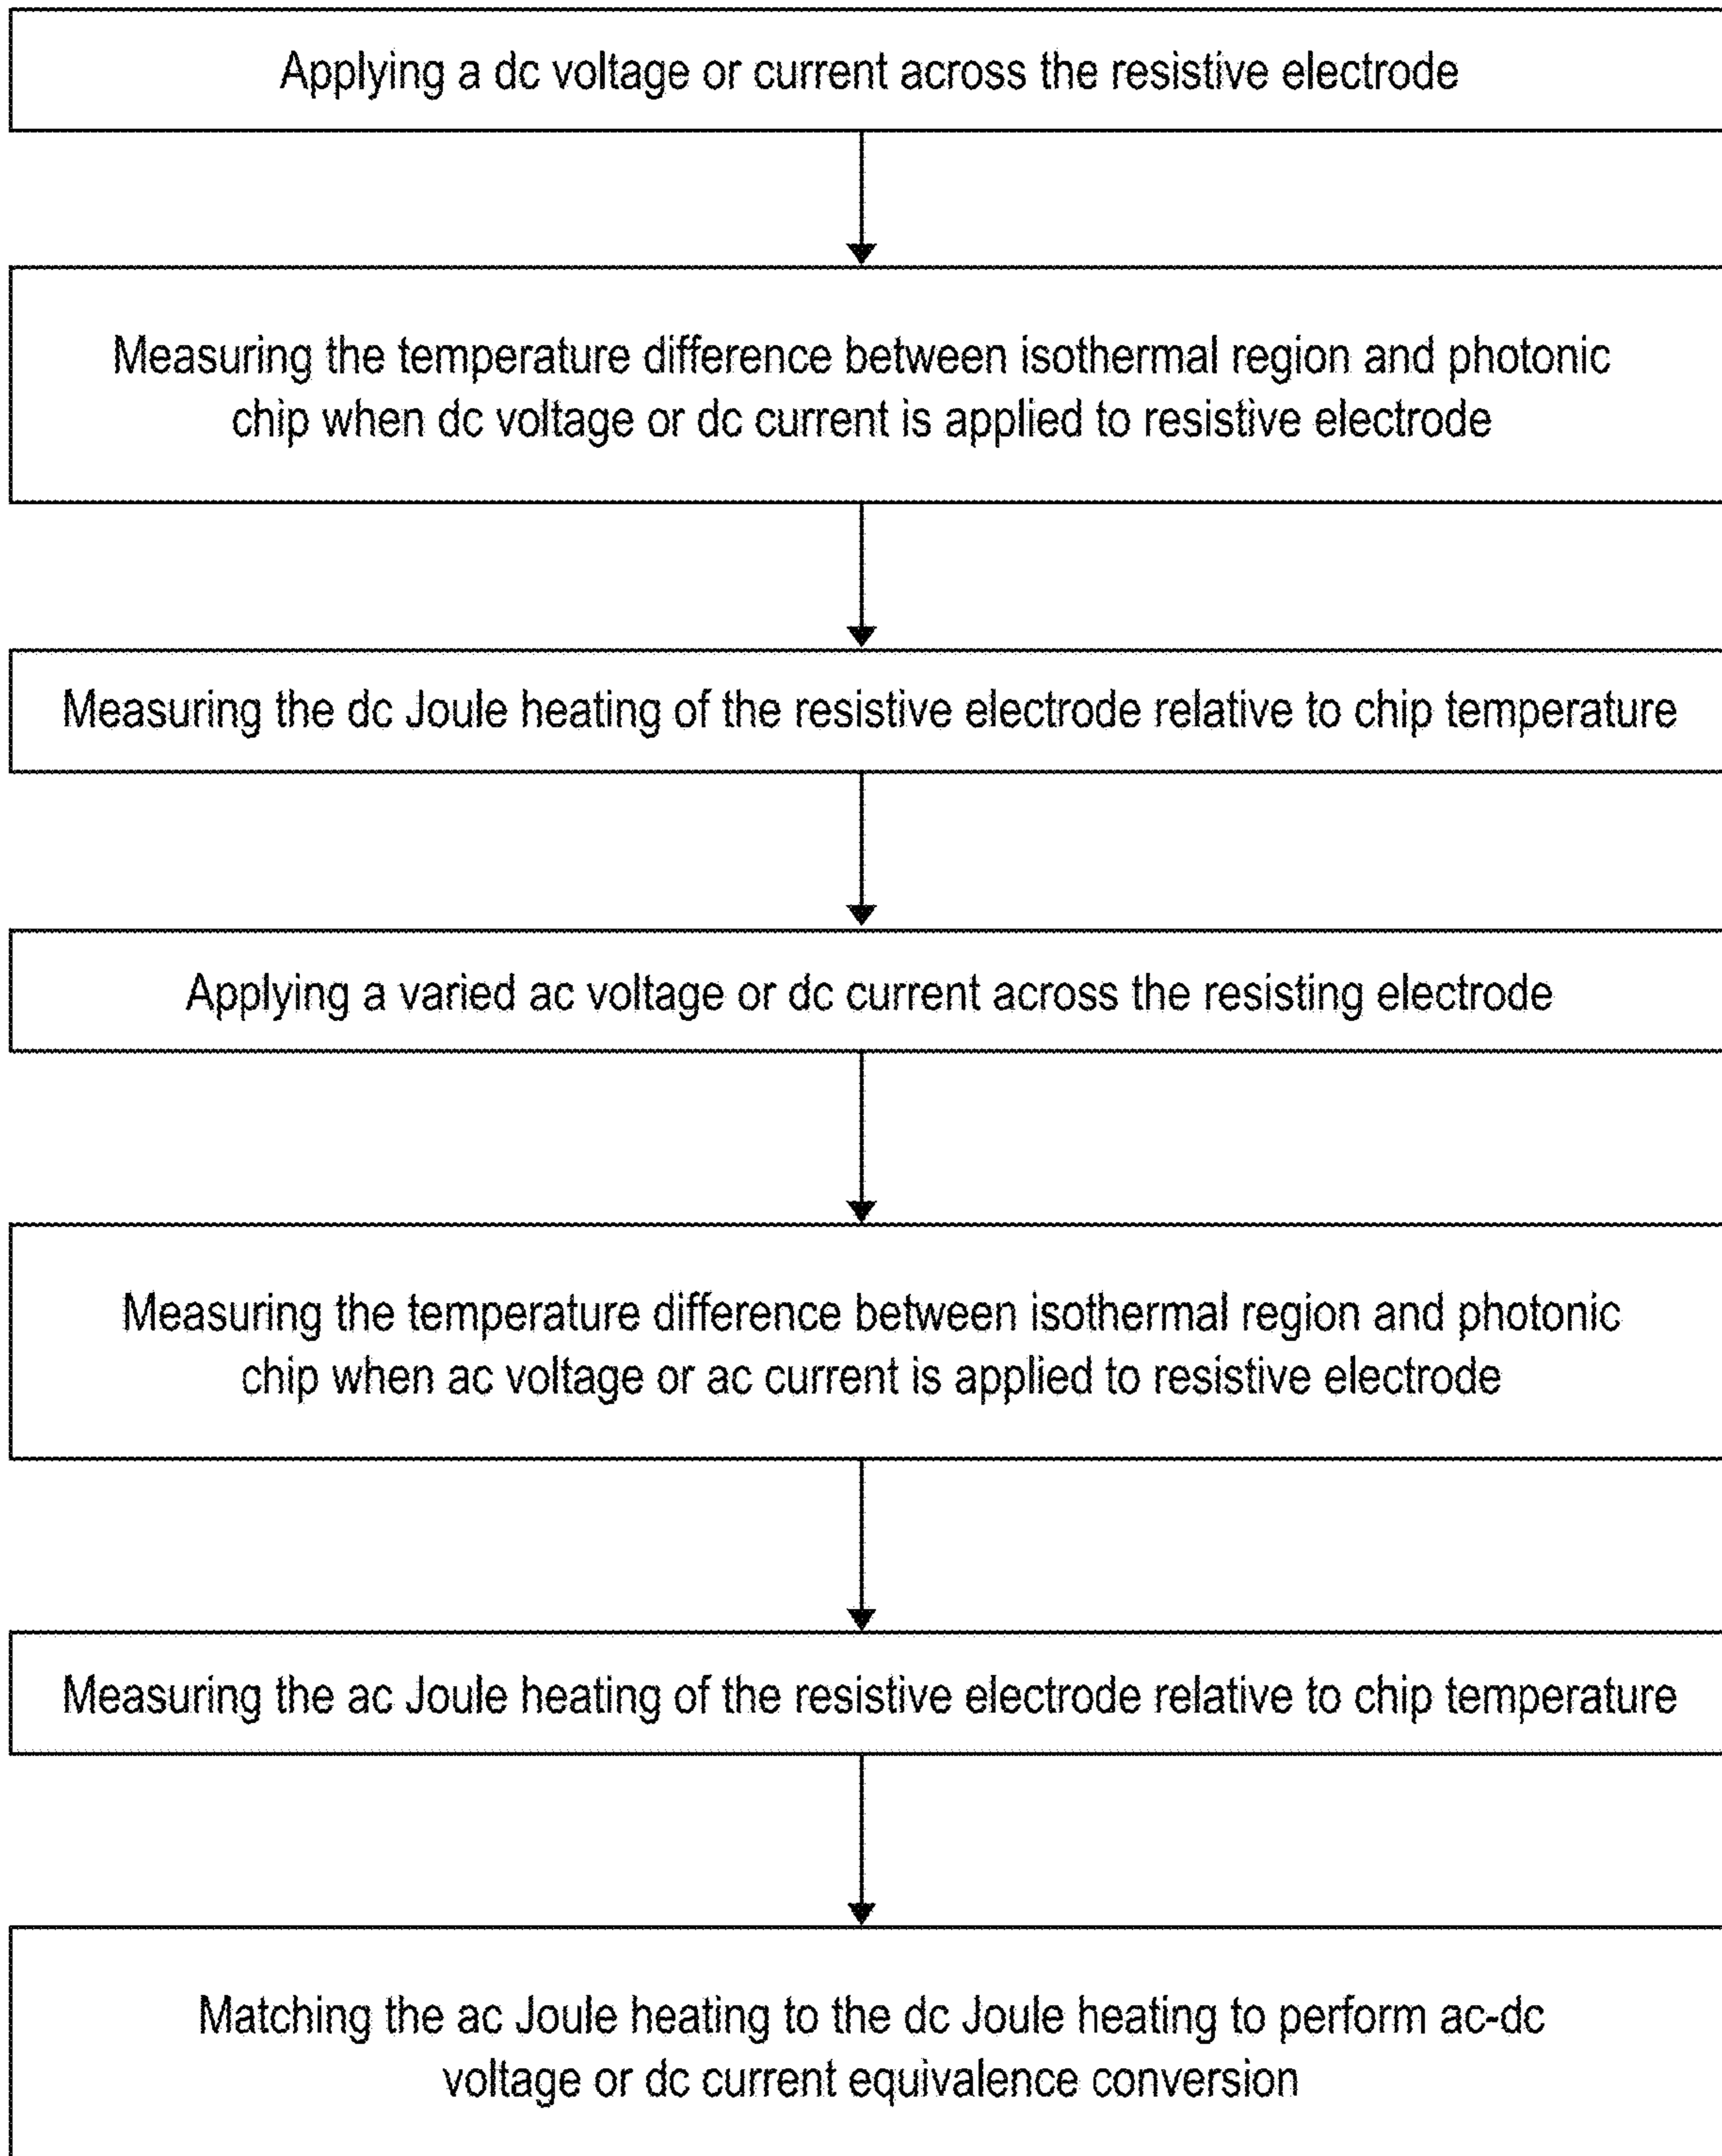 Applying a dc voltage or current across the resistive electrode
Measuring the temperature difference between isothermal region and photonic
chip when dc voltage or dc current is applied to resistive electrode
Measuring the dc Joule heating of the resistive electrode relative to chip temperature
Applying a varied ac voltage or dc current across the resisting electrode
Measuring the temperature difference between isothermal region and photonic
chip when ac voltage or ac current is applied to resistive electrode
Measuring the ac Joule heating of the resistive electrode relative to chip temperature
Matching the ac Joule heating to the dc Joule heating to perform ac-dc
voltage or dc current equivalence conversion